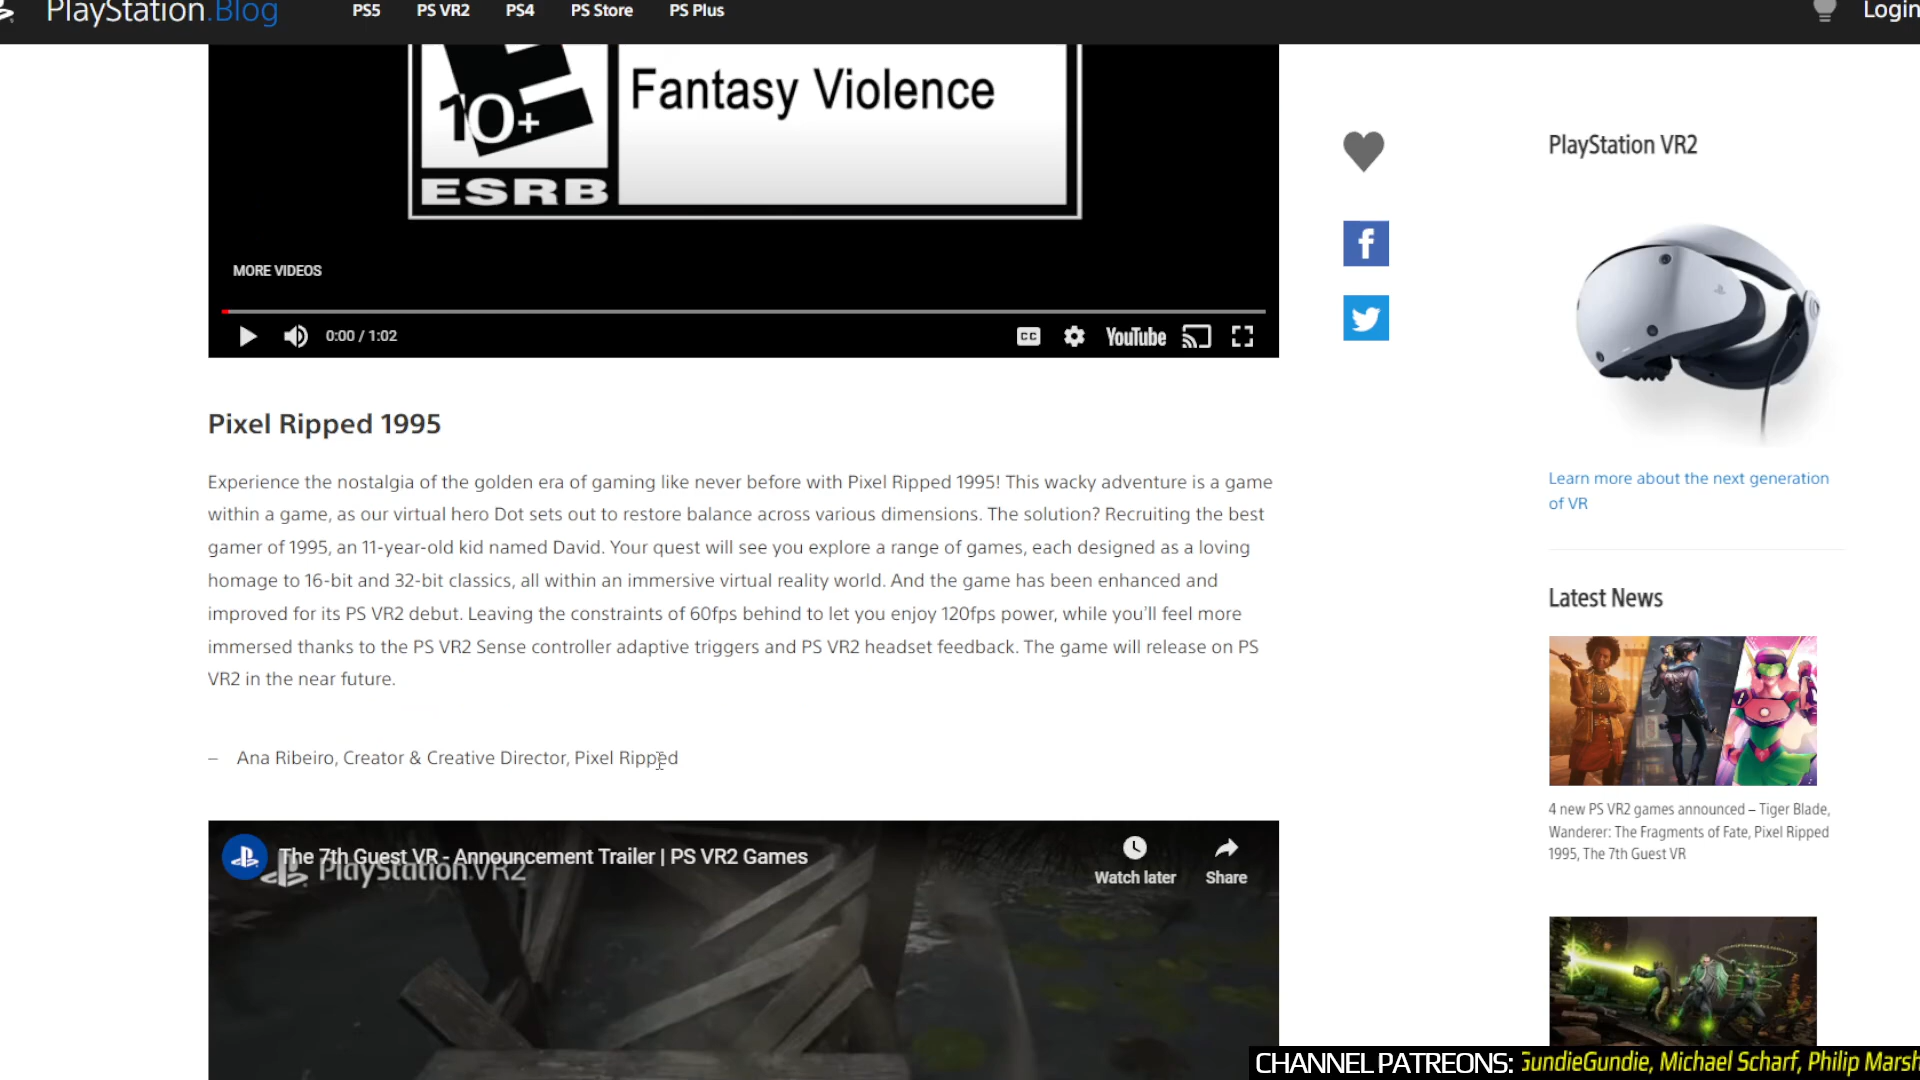 PlayStation.Blog
PS5
PS VR2
PS4
PS Store
PS Plus
Login
10+
Fantasy Violence
ESRB
MORE VIDEOS
0:00 / 1:02
CC
YouTube
Pixel Ripped 1995
Experience the nostalgia of the golden era of gaming like never before with Pixel Ripped 1995! This wacky adventure is a game
within a game, as our virtual hero Dot sets out to restore balance across various dimensions. The solution? Recruiting the best
gamer of 1995, an 11-year-old kid named David. Your quest will see you explore a range of games, each designed as a loving
homage to 16-bit and 32-bit classics, all within an immersive virtual reality world. And the game has been enhanced and
improved for its PS VR2 debut. Leaving the constraints of 60fps behind to let you enjoy 120fps power, while you'll feel more
immersed thanks to the PS VR2 Sense controller adaptive triggers and PS VR2 headset feedback. The game will release on PS
VR2 in the near future.
– Ana Ribeiro, Creator & Creative Director, Pixel Ripped
The 7th Guest VR - Announcement Trailer | PS VR2 Games
PlayStation.VR2
Watch later
Share
PlayStation VR2
Learn more about the next generation
of VR
Latest News
4 new PS VR2 games announced – Tiger Blade,
Wanderer: The Fragments of Fate, Pixel Ripped
1995, The 7th Guest VR
CHANNEL PATREONS: GundieGundie, Michael Scharf, Philip Marsh